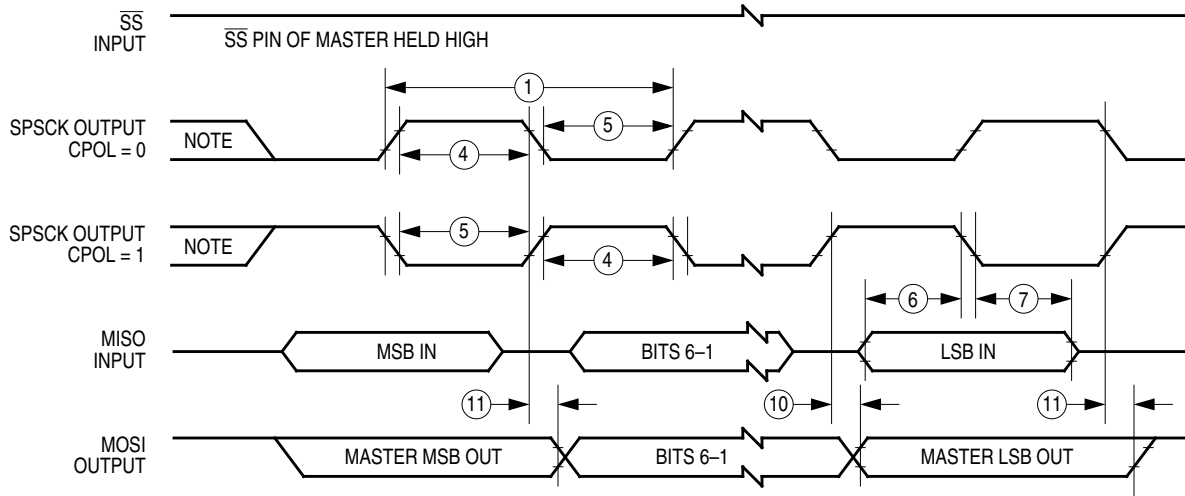 SS
INPUT
SS PIN OF MASTER HELD HIGH
1
SPSCK OUTPUT
CPOL = 0
NOTE
5
4
SPSCK OUTPUT
CPOL = 1
NOTE
5
4
6
7
MISO
INPUT
MSB IN
BITS 6–1
LSB IN
11
10
11
MOSI
OUTPUT
MASTER MSB OUT
BITS 6–1
MASTER LSB OUT